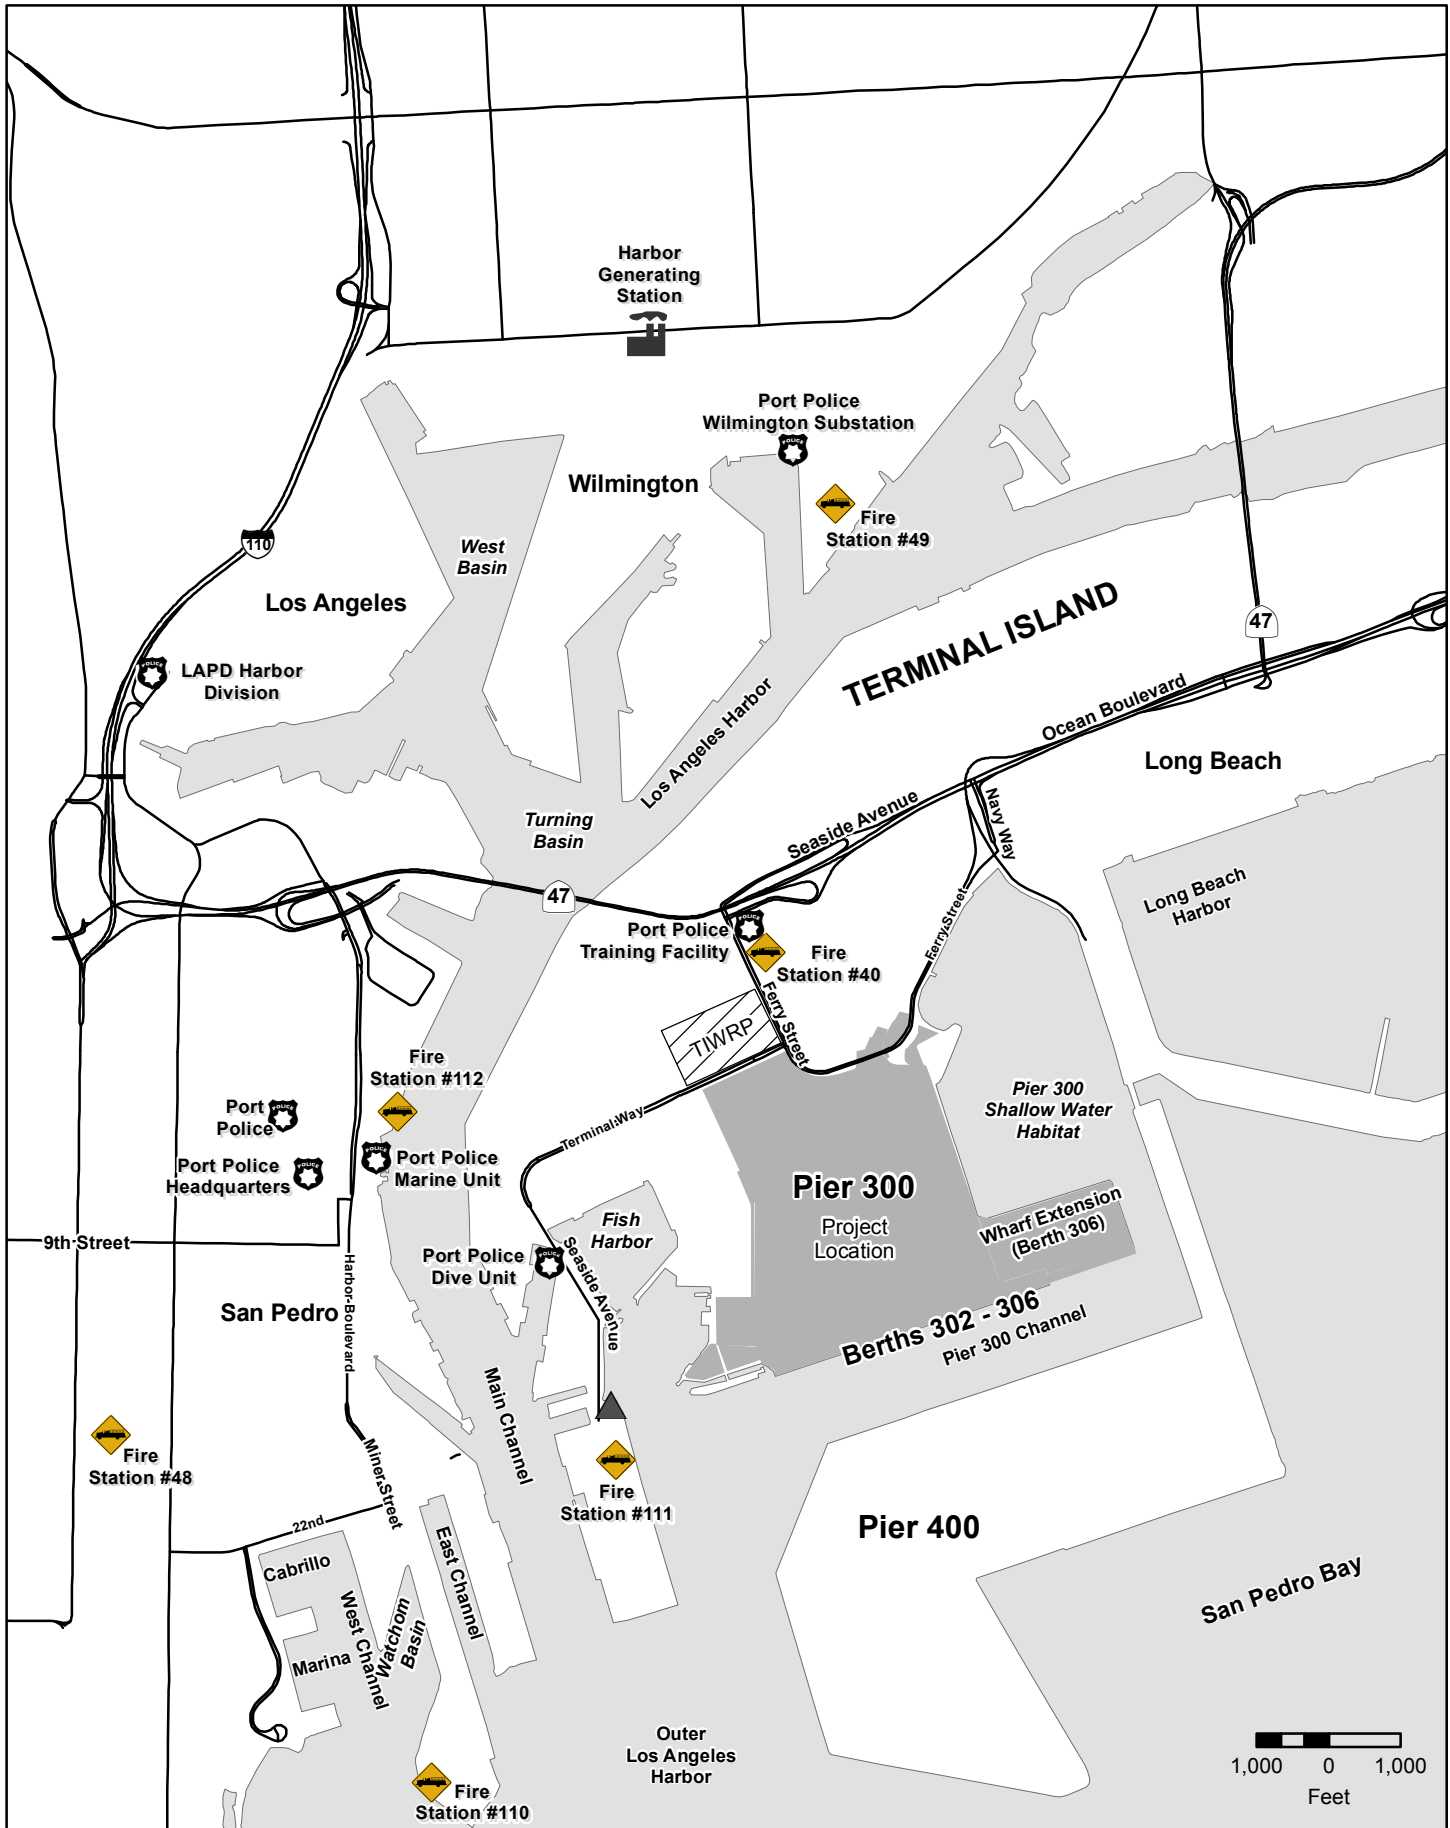 Harbor
Generating
Station
Port Police
Wilmington Substation
POLICE
Wilmington
Fire
Station #49
110
West
Basin
Los Angeles
TERMINAL ISLAND
47
POLICE
LAPD Harbor
Division
Los Angeles Harbor
Ocean Boulevard
Long Beach
Turning
Basin
Seaside Avenue
Navy Way
47
Long Beach
Harbor
Ferry Street
POLICE
Port Police
Training Facility
Fire
Station #40
Ferry Street
TIWRP
Fire
Station #112
Port
Police
POLICE
Terminal Way
Pier 300
Shallow Water
Habitat
Port Police
Headquarters
POLICE
POLICE
Port Police
Marine Unit
Pier 300
Project
Location
Wharf Extension
(Berth 306)
9th Street
Fish
Harbor
Port Police
Dive Unit
POLICE
Seaside Avenue
Harbor Boulevard
San Pedro
Berths 302 - 306
Pier 300 Channel
Main Channel
Fire
Station #48
Miner Street
Fire
Station #111
22nd
Pier 400
East Channel
Cabrillo
Marina
West Channel
Watchorn
Basin
San Pedro Bay
Outer
Los Angeles
Harbor
Fire
Station #110
1,000 0 1,000
Feet